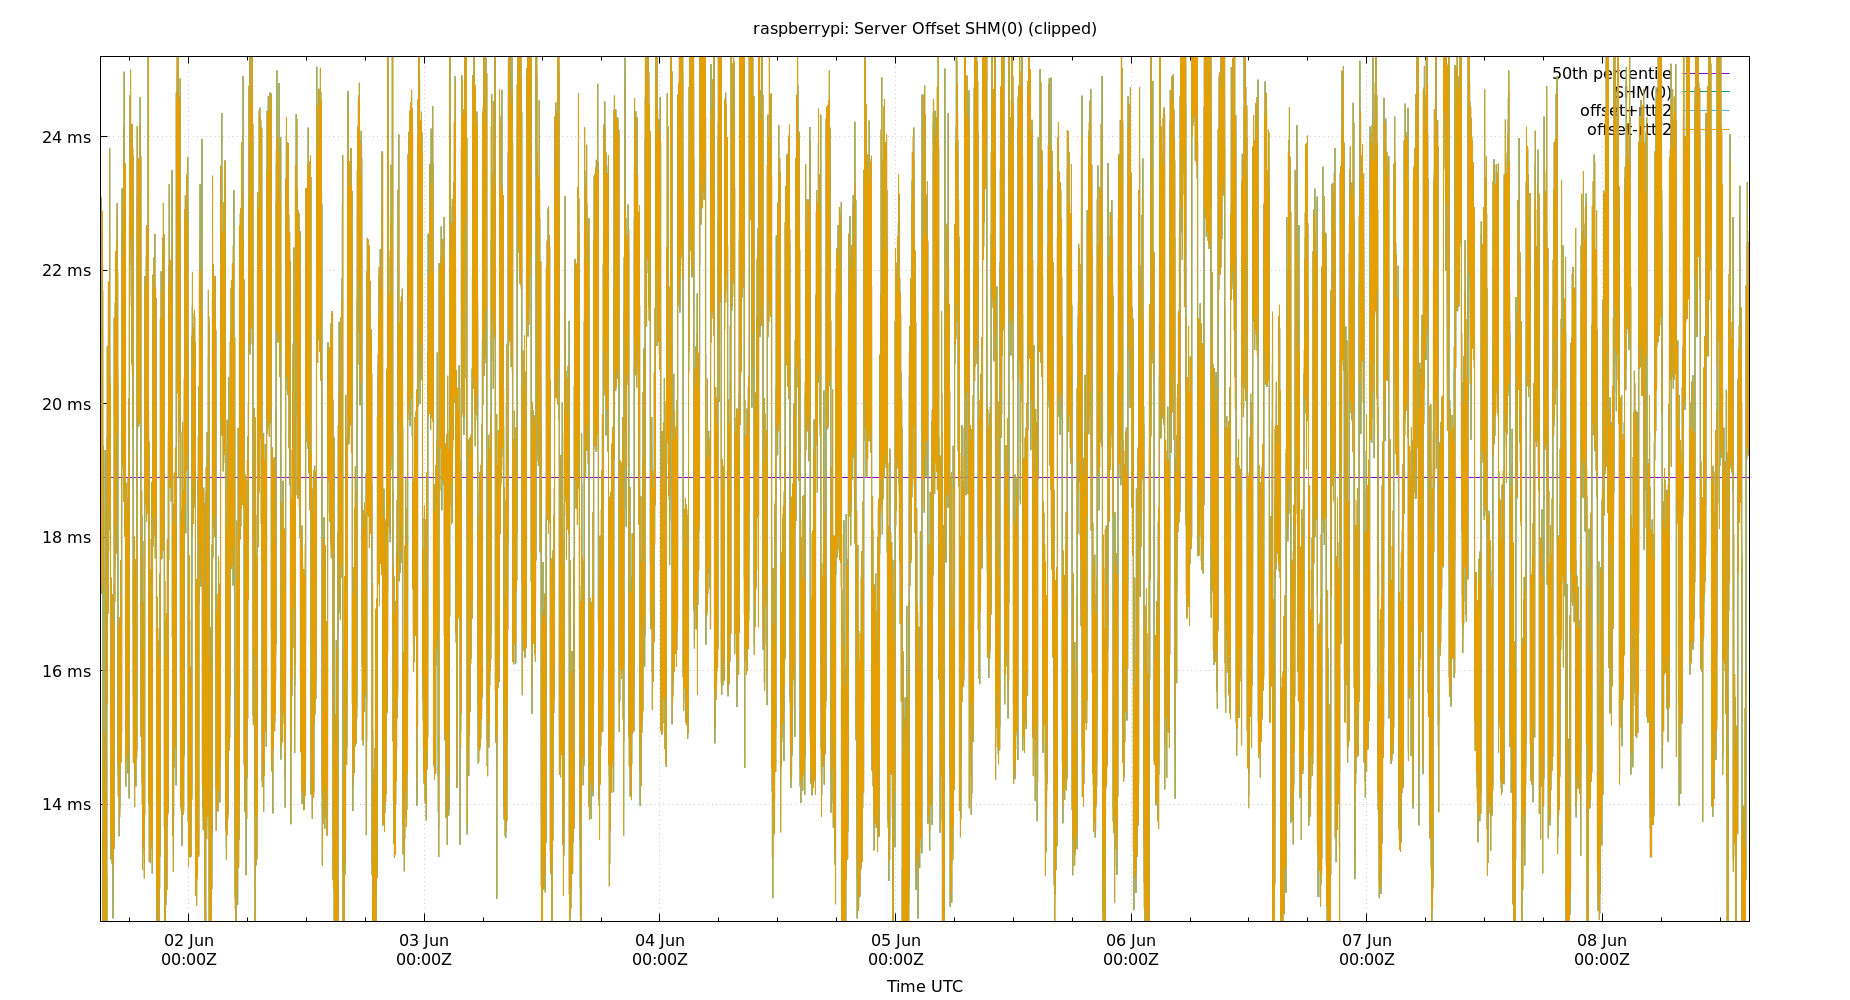 raspberrypi: Server Offset SHM(0) (clipped)
50th percentile
SHM(0)
offset+rtt/2
offset-rtt/2
24 ms
22 ms
20 ms
18 ms
16 ms
14 ms
02 Jun
00:00Z
03 Jun
00:00Z
04 Jun
00:00Z
05 Jun
00:00Z
06 Jun
00:00Z
07 Jun
00:00Z
08 Jun
00:00Z
Time UTC